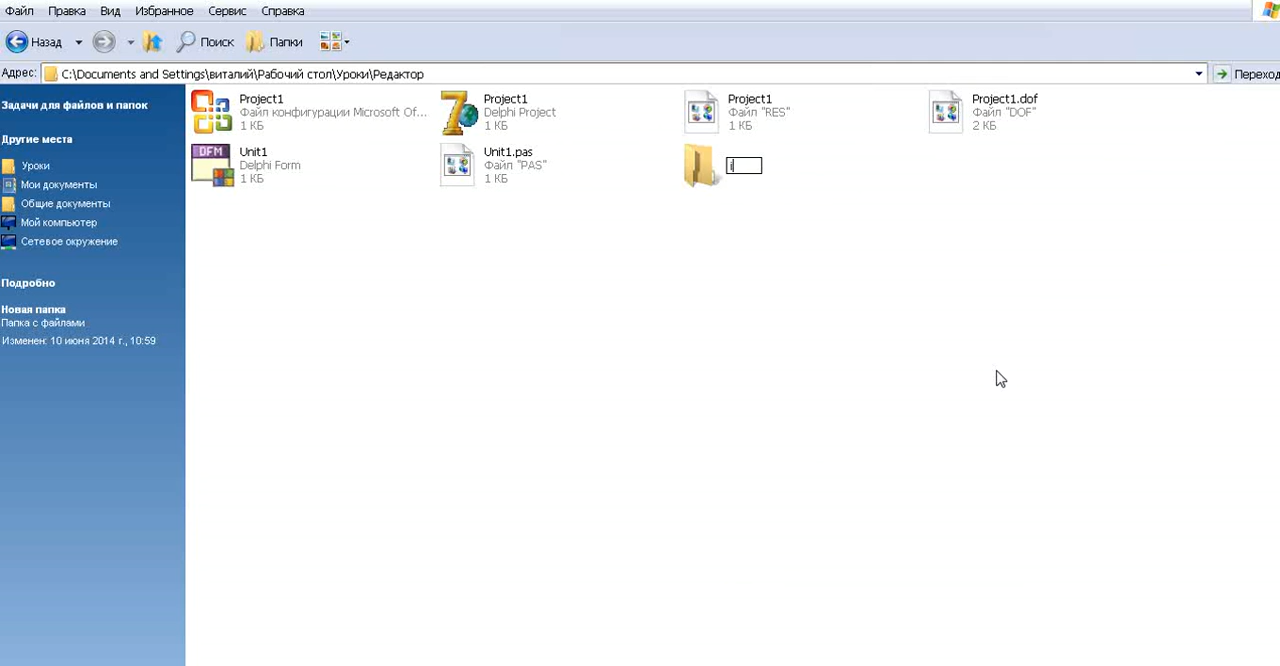 Файл Правка Вид Избранное Сервис Справка
Назад Поиск Папки
Адрес: C:\Documents and Settings\виталий\Рабочий стол\Уроки\Редактор Переход
Задачи для файлов и папок
Другие места
Уроки
Мои документы
Общие документы
Мой компьютер
Сетевое окружение
Подробно
Новая папка
Папка с файлами
Изменен: 10 июня 2014 г., 10:59
Project1
Файл конфигурации Microsoft Of...
1 КБ
Project1
Delphi Project
1 КБ
Project1
Файл "RES"
1 КБ
Project1.dof
Файл "DOF"
2 КБ
DFM
Unit1
Delphi Form
1 КБ
Unit1.pas
Файл "PAS"
1 КБ
i